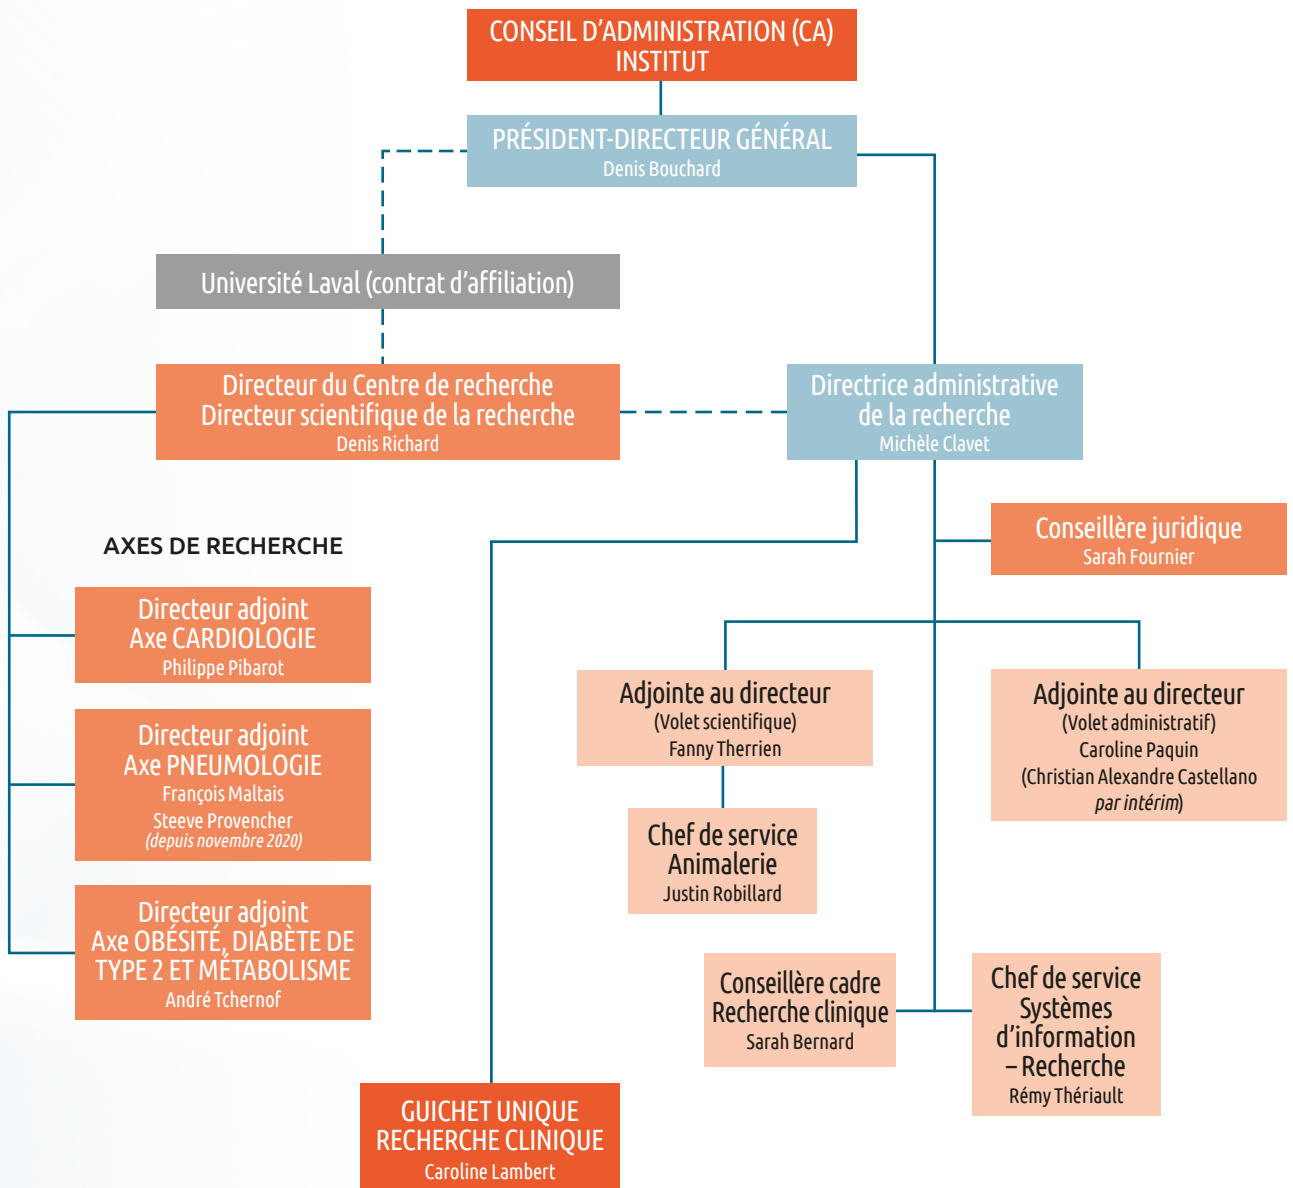 CONSEIL D’ADMINISTRATION (CA)
INSTITUT
PRÉSIDENT-DIRECTEUR GÉNÉRAL
Denis Bouchard
Université Laval (contrat d’affiliation)
Directeur du Centre de recherche
Directeur scientifique de la recherche
Denis Richard
Directrice administrative
de la recherche
Michèle Clavet
Conseillère juridique
Sarah Fournier
AXES DE RECHERCHE
Directeur adjoint
Axe CARDIOLOGIE
Philippe Pibarot
Directeur adjoint
Axe PNEUMOLOGIE
François Maltais
Steeve Provencher
(depuis novembre 2020)
Directeur adjoint
Axe OBÉSITÉ, DIABÈTE DE
TYPE 2 ET MÉTABOLISME
André Tchernof
Adjointe au directeur
(Volet scientifique)
Fanny Therrien
Adjointe au directeur
(Volet administratif)
Caroline Paquin
(Christian Alexandre Castellano
par intérim)
Chef de service
Animalerie
Justin Robillard
Conseillère cadre
Recherche clinique
Sarah Bernard
Chef de service
Systèmes
d’information
– Recherche
Rémy Thériault
GUICHET UNIQUE
RECHERCHE CLINIQUE
Caroline Lambert